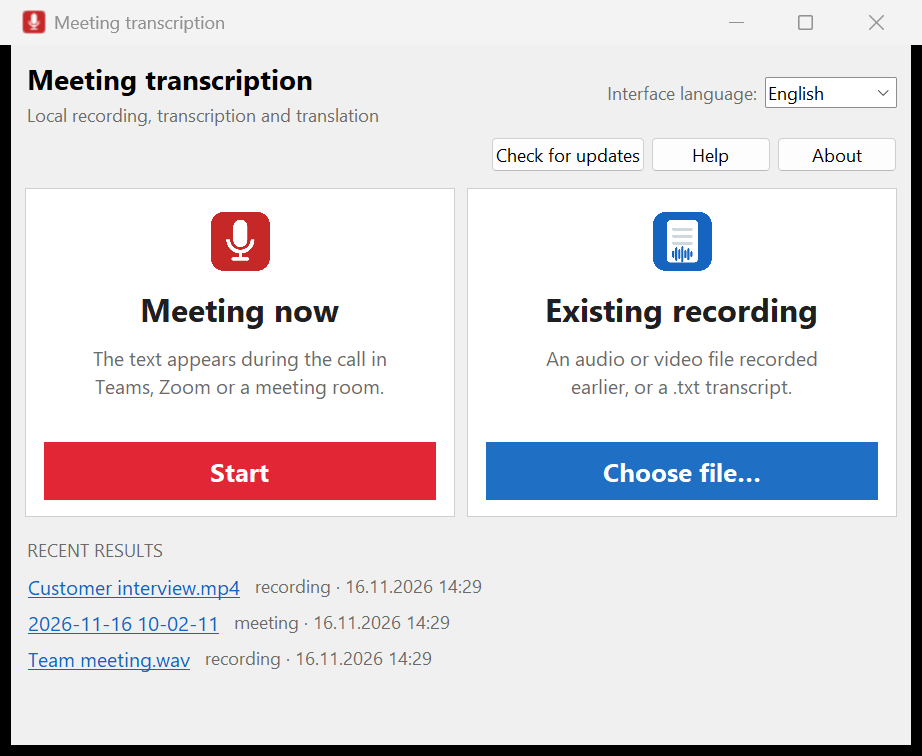 Meeting transcription
Meeting transcription
Local recording, transcription and translation
Interface language: English
Check for updates
Help
About
Meeting now
The text appears during the call in
Teams, Zoom or a meeting room.
Start
Existing recording
An audio or video file recorded
earlier, or a .txt transcript.
Choose file...
RECENT RESULTS
Customer interview.mp4 recording · 16.11.2026 14:29
2026-11-16 10-02-11 meeting · 16.11.2026 14:29
Team meeting.wav recording · 16.11.2026 14:29